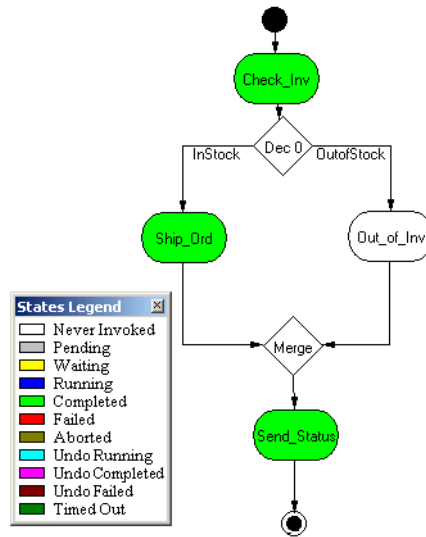 Check_Inv
Dec 0
InStock
OutofStock
Ship_Ord
Out_of_Inv
States Legend
Never Invoked
Pending
Waiting
Running
Completed
Failed
Aborted
Undo Running
Undo Completed
Undo Failed
Timed Out
Merge
Send_Status